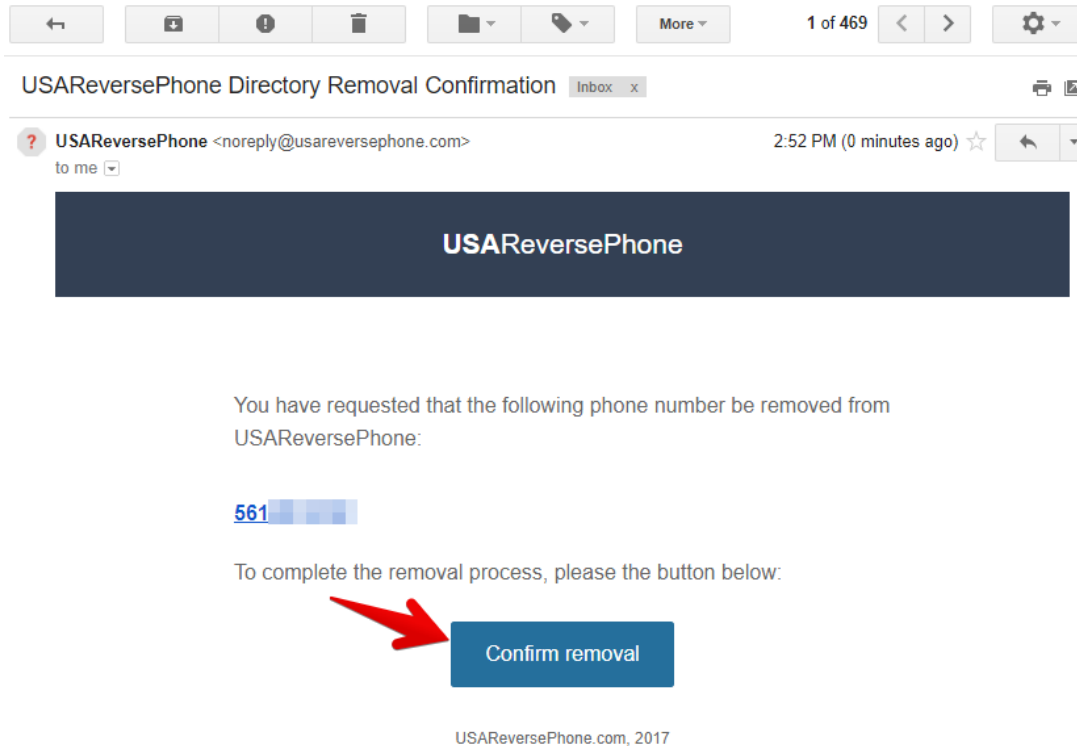 More
1 of 469
USAReversePhone Directory Removal Confirmation Inbox x
? USAReversePhone <noreply@usareversephone.com> 2:52 PM (0 minutes ago)
to me
USAReversePhone
You have requested that the following phone number be removed from
USAReversePhone:
561
To complete the removal process, please the button below:
Confirm removal
USAReversePhone.com, 2017